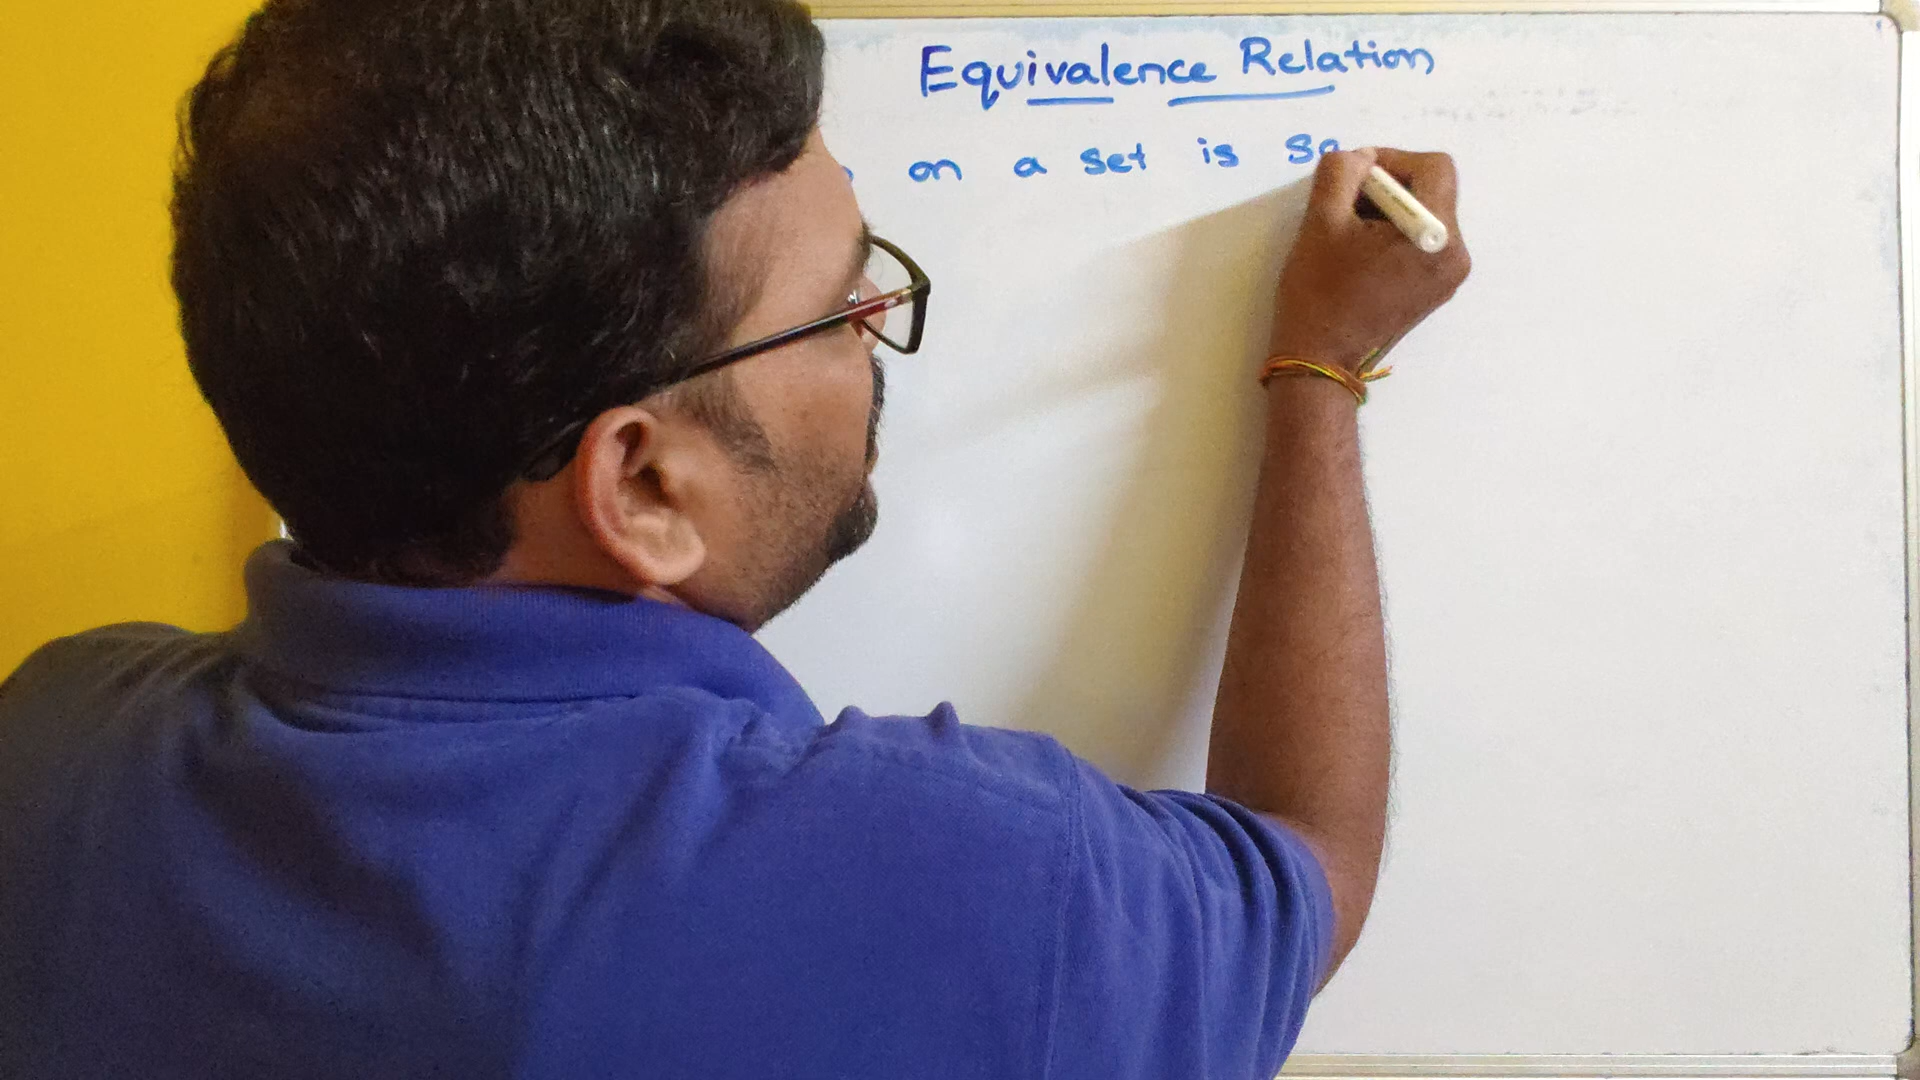 Equivalence Relation
on a set is